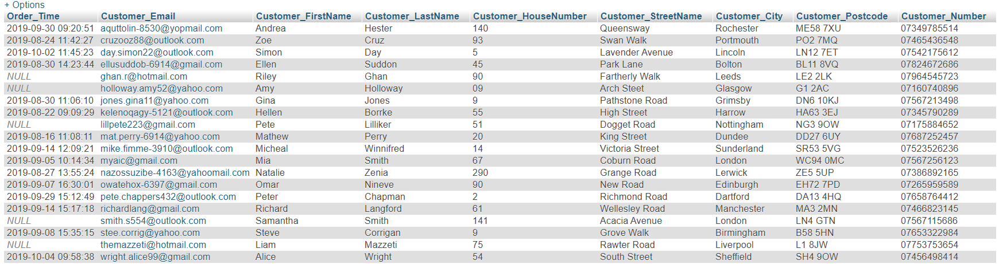 + Options
Order_Time Customer_Email Customer_FirstName Customer_LastName Customer_HouseNumber Customer_StreetName Customer_City Customer_Postcode Customer_Number
2019-09-30 09:20:51 aquttolin-8530@yopmail.com Andrea Hester 140 Queensway Rochester ME58 7XU 07349785514
2019-08-24 11:42:27 cruzooz88@outlook.com Zoe Cruz 93 Swan Walk Portmouth PO2 7MQ 07465436548
2019-10-02 11:45:23 day.simon22@outlook.com Simon Day 5 Lavender Avenue Lincoln LN12 7ET 07542175612
2019-08-30 14:23:44 ellusuddob-6914@gmail.com Ellen Suddon 45 Park Lane Bolton BL11 8VQ 07824672686
NULL ghan.r@hotmail.com Riley Ghan 90 Fartherly Walk Leeds LE2 2LK 07964545723
NULL holloway.amy52@yahoo.com Amy Holloway 09 Arch Steet Glasgow G1 2AC 07160740896
2019-08-30 11:06:10 jones.gina11@yahoo.com Gina Jones 9 Pathstone Road Grimsby DN6 10KJ 07567213498
2019-08-22 09:09:29 kelenoqagy-5121@outlook.com Hellen Borrke 55 High Street Harrow HA63 3EJ 07345790289
NULL lillpete223@gmail.com Pete Lilliker 51 Dogget Road Nottingham NG3 9OW 07175884652
2019-08-16 11:08:11 mat.perry-6914@yahoo.com Mathew Perry 20 King Street Dundee DD27 6UY 07687252457
2019-09-14 12:09:21 mike.fimme-3910@outlook.com Micheal Winnifred 14 Victoria Street Sunderland SR53 5VG 07523526236
2019-09-05 10:14:34 myaic@gmail.com Mia Smith 67 Coburn Road London WC94 0MC 07567256123
2019-08-27 13:55:24 nazossuzibe-4163@yahoomail.com Natalie Zenia 290 Grange Road Lerwick ZE5 5UP 07386892165
2019-09-07 16:30:01 owatehox-6397@gmail.com Omar Nineve 90 New Road Edinburgh EH72 7PD 07265959589
2019-09-29 15:12:49 pete.chappers432@outlook.com Peter Chapman 2 Richmond Road Dartford DA13 4HQ 07658764412
2019-09-14 15:17:18 richardlang@gmail.com Richard Langford 61 Wellesley Road Manchester MA3 2MN 07466823145
NULL smith.s554@outlook.com Samantha Smith 141 Acacia Avenue London LN4 GTN 07567115686
2019-09-08 15:35:15 stee.corrig@yahoo.com Steve Corrigan 9 Grove Walk Birmingham B58 5HN 07653322984
NULL themazzeti@hotmail.com Liam Mazzeti 75 Rawter Road Liverpool L1 8JW 07753753654
2019-10-04 09:58:38 wright.alice99@gmail.com Alice Wright 54 South Street Sheffield SH4 9OW 07456498414